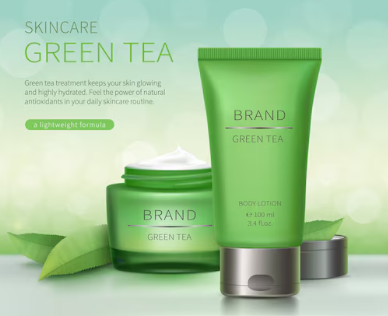 SKINCARE
GREEN TEA
Green tea treatment keeps your skin glowing
and highly hydrated. Feel the power of natural
antioxidants in your daily skincare routine.
a lightweight formula
BRAND
GREEN TEA
BRAND
GREEN TEA
BODY LOTION
e 100 ml
3,4 fl.oz